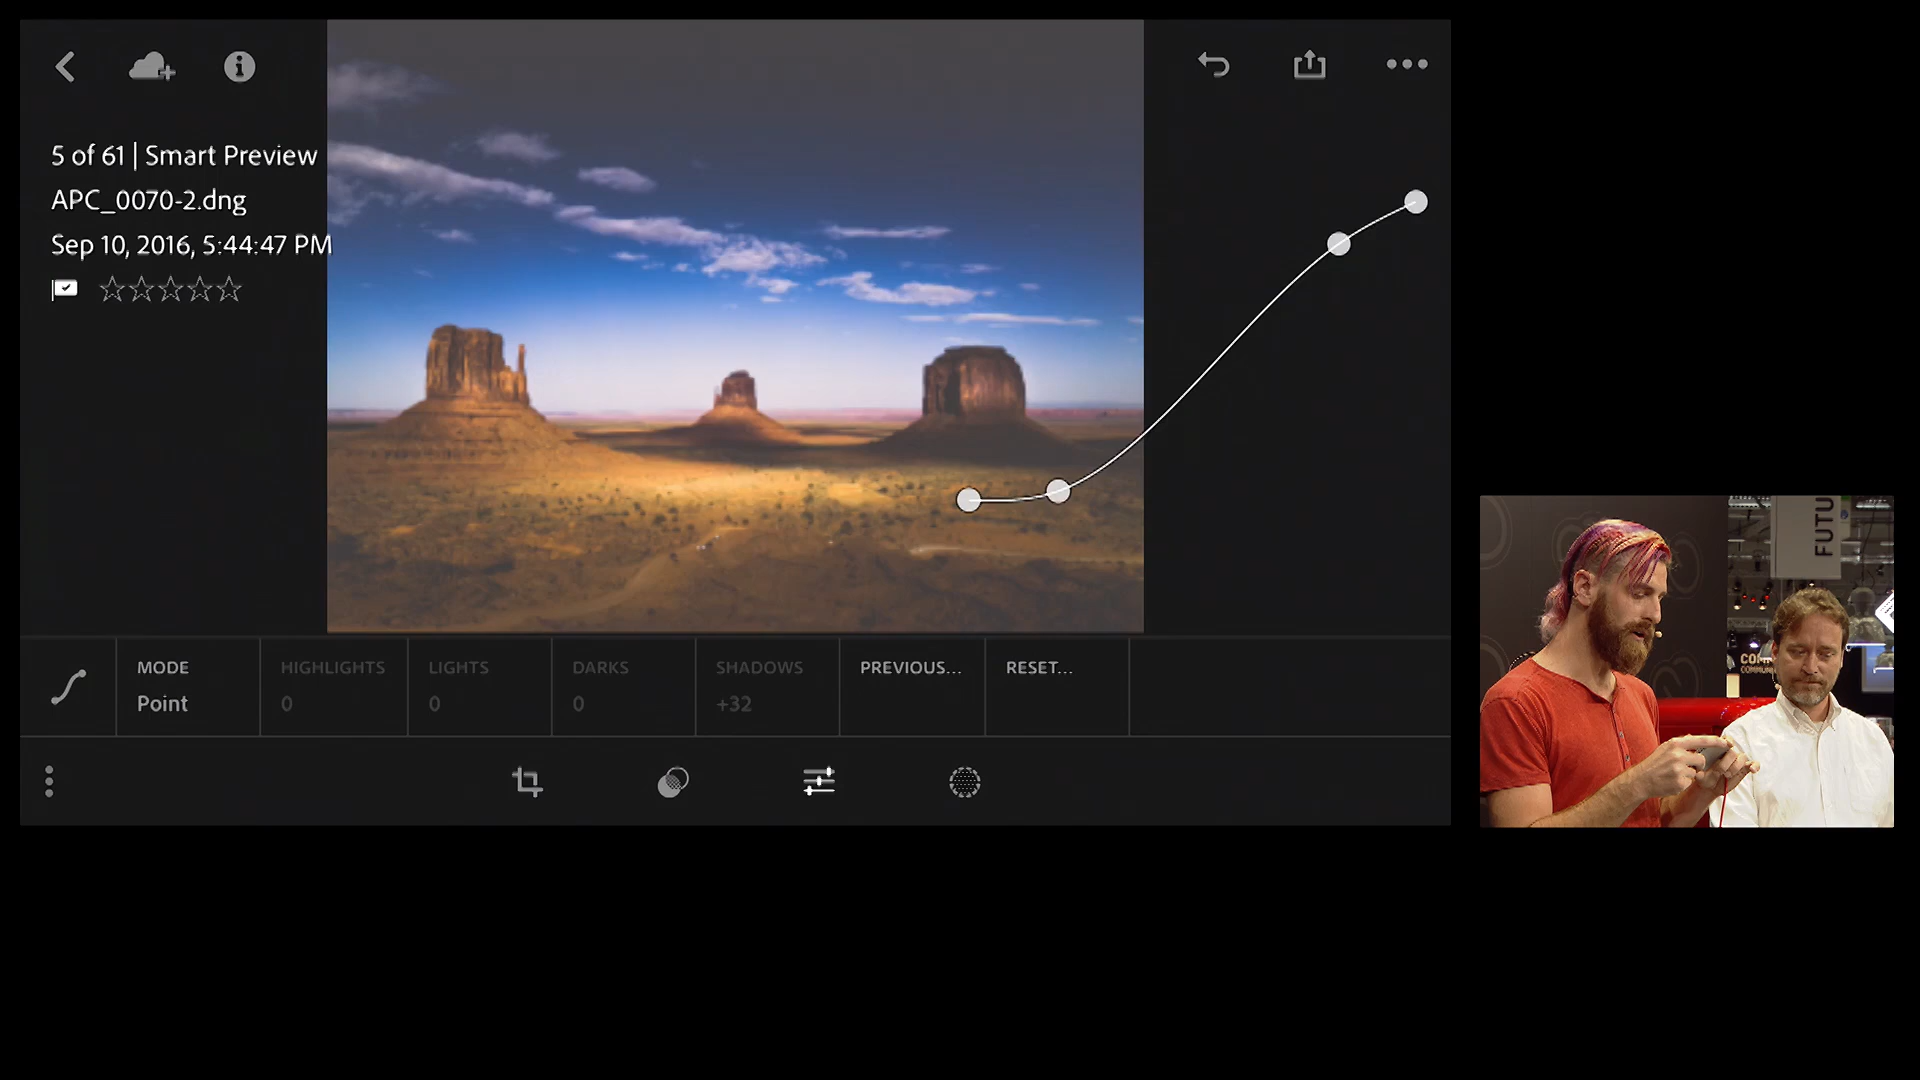 5 of 61 | Smart Preview
APC_0070-2.dng
Sep 10, 2016, 5:44:47 PM
MODE
Point
HIGHLIGHTS
0
LIGHTS
0
DARKS
0
SHADOWS
+32
PREVIOUS...
RESET...
FUTU